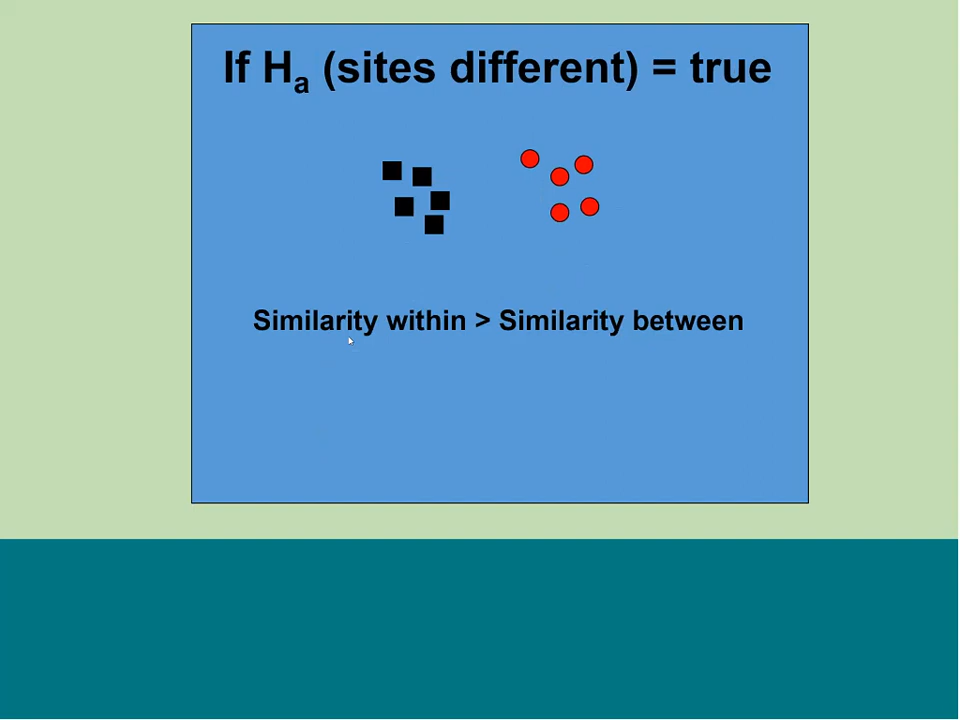 If Ha (sites different) = true
Similarity within > Similarity between